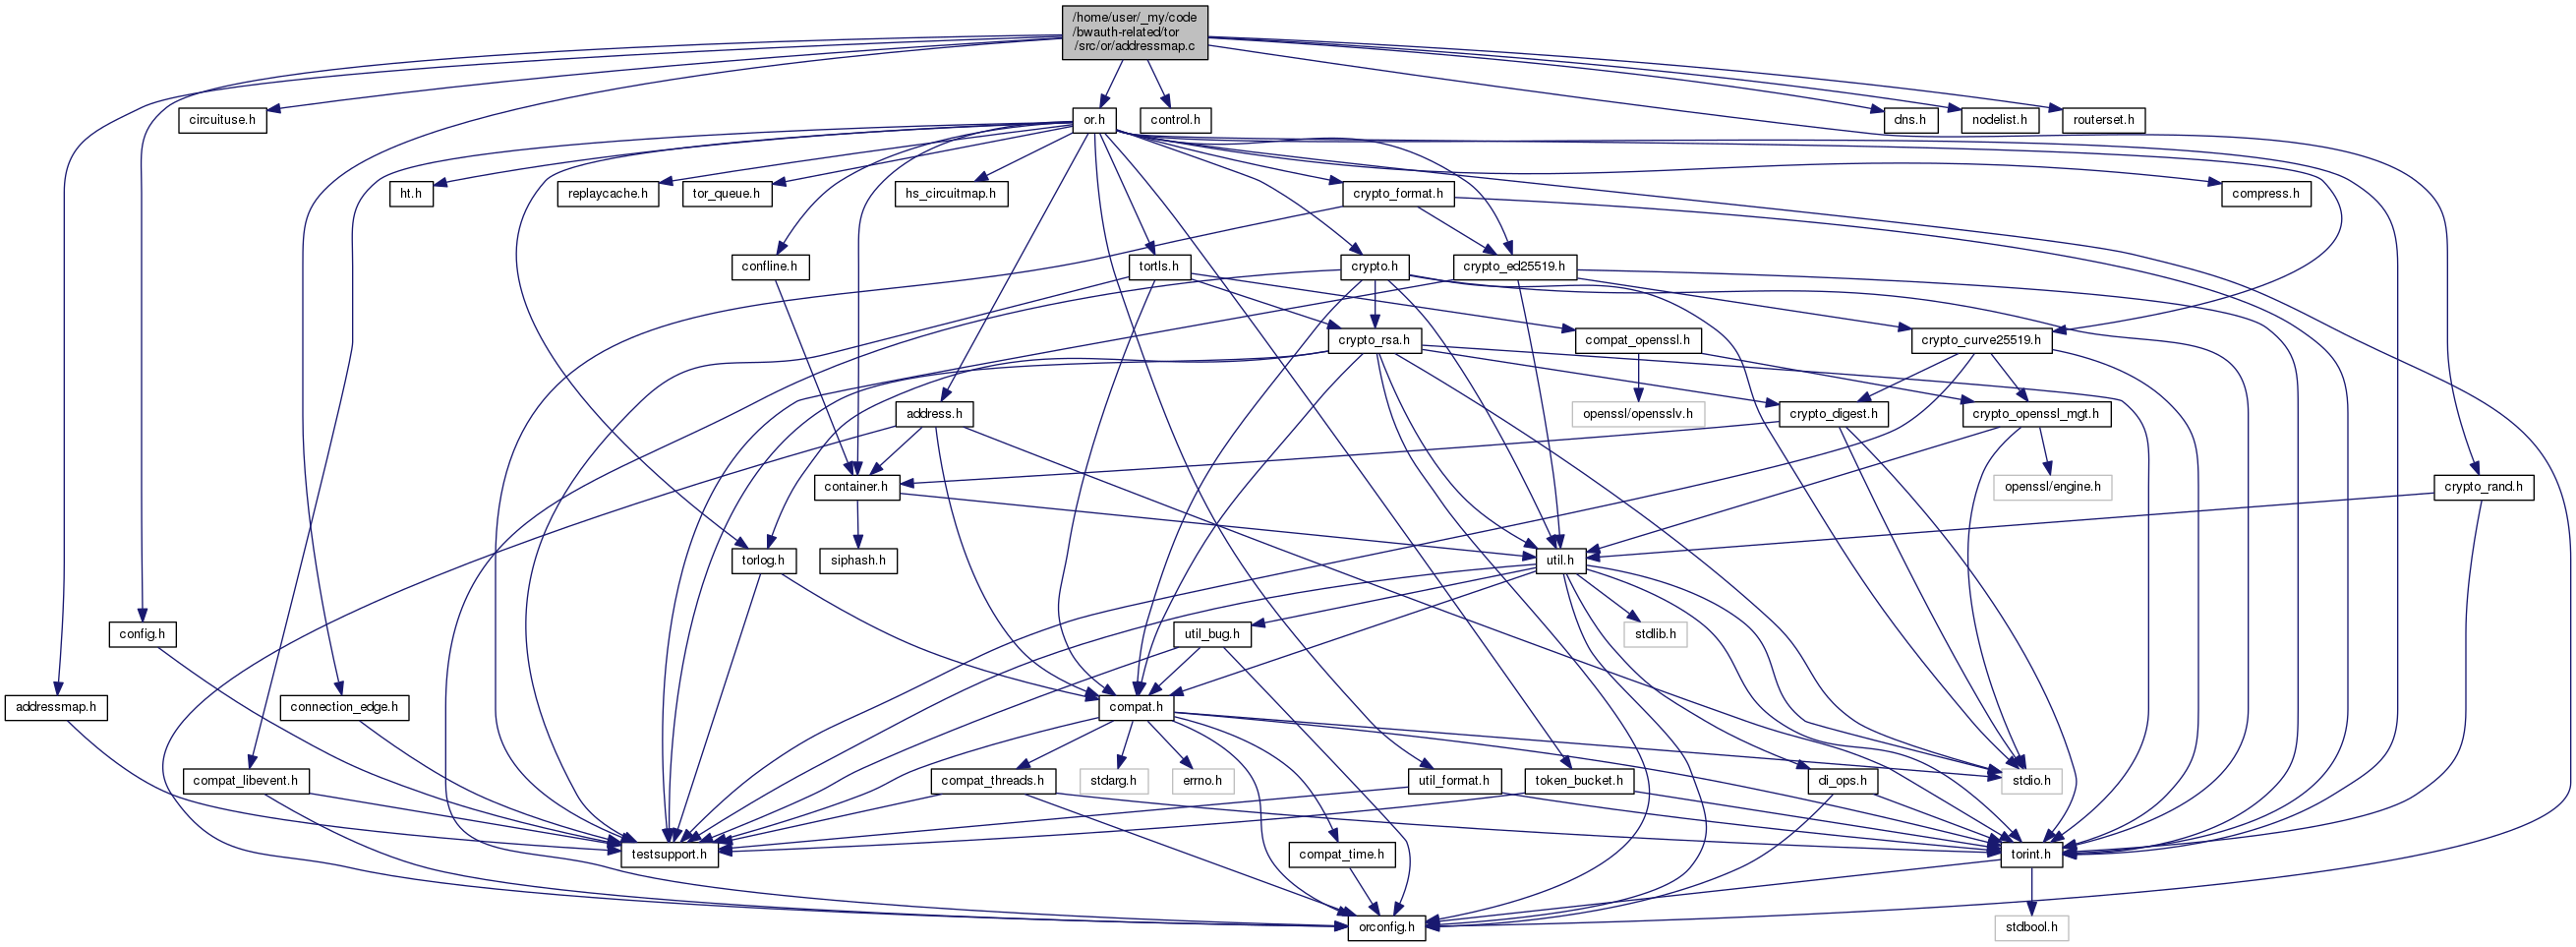 /home/user/_my/code
/bwauth-related/tor
/src/or/addressmap.c
circuituse.h
or.h
control.h
dns.h
nodelist.h
routerset.h
ht.h
replaycache.h
tor_queue.h
hs_circuitmap.h
crypto_format.h
compress.h
confline.h
tortls.h
crypto.h
crypto_ed25519.h
crypto_rsa.h
compat_openssl.h
crypto_curve25519.h
address.h
openssl/opensslv.h
crypto_digest.h
crypto_openssl_mgt.h
container.h
openssl/engine.h
crypto_rand.h
torlog.h
siphash.h
util.h
config.h
util_bug.h
stdlib.h
addressmap.h
connection_edge.h
compat.h
compat_libevent.h
compat_threads.h
stdarg.h
errno.h
util_format.h
token_bucket.h
di_ops.h
stdio.h
testsupport.h
compat_time.h
torint.h
orconfig.h
stdbool.h